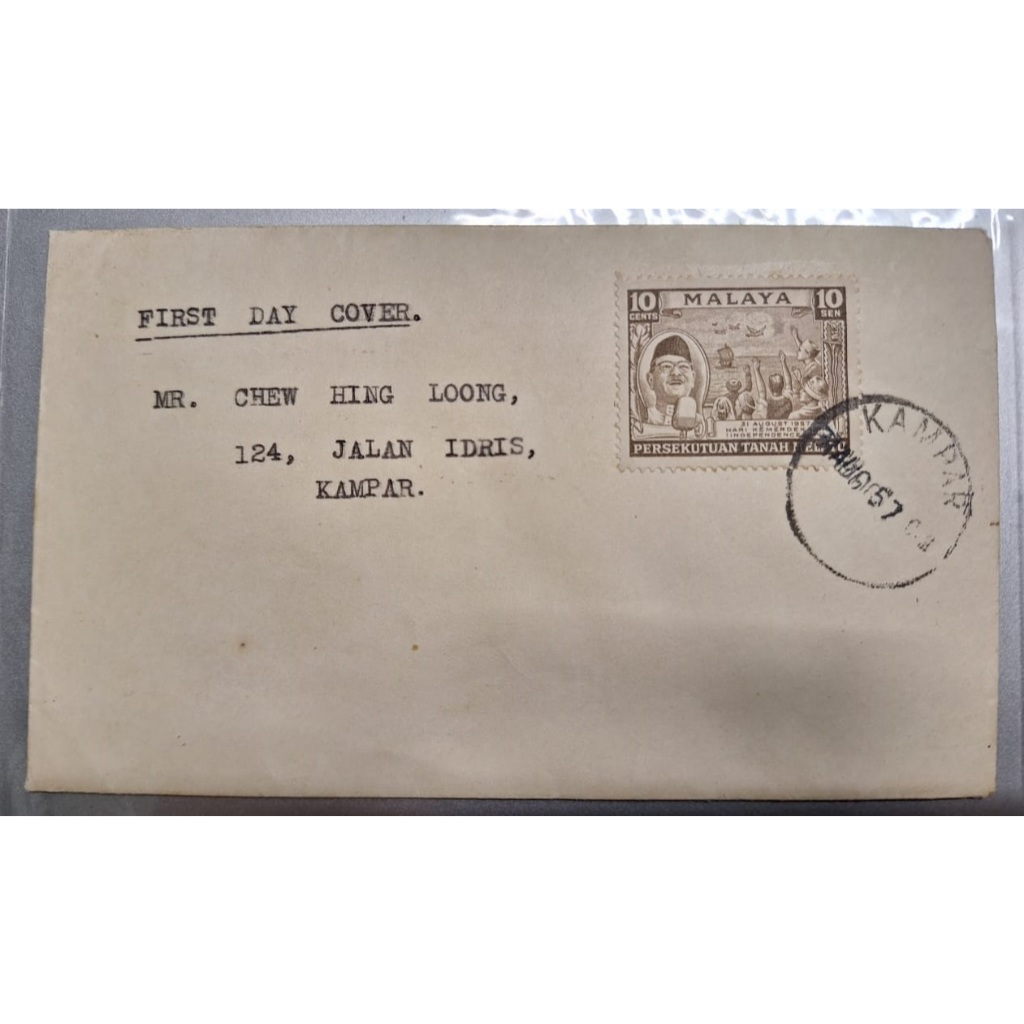 FIRST DAY COVER.
MR. CHEW HING LOONG,
124, JALAN IDRIS,
KAMPAR.
10 CENTS
MALAYA
10 SEN
31 AUGUST 1957
HARI KEMERDEKAAN
INDEPENDENCE
PERSEKUTUAN TANAH MELAYU
KAMPAR
AUG 57